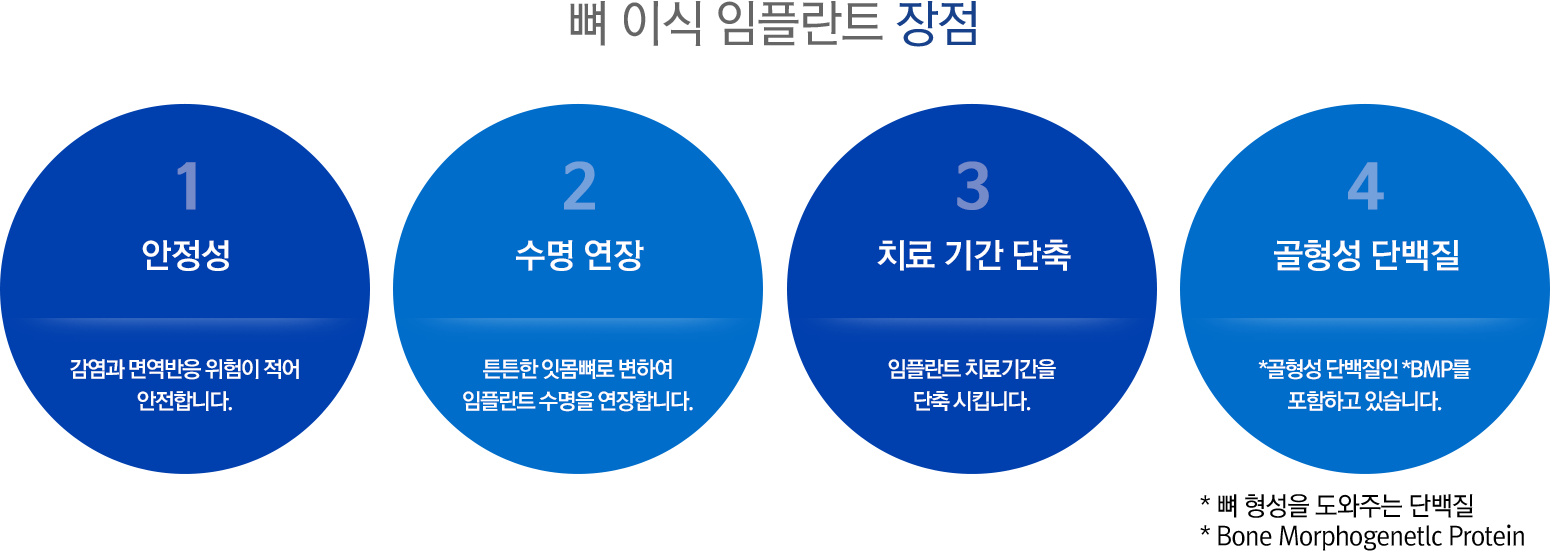 뼈 이식 임플란트 장점
1
안정성
감염과 면역반응 위험이 적어
안전합니다.
2
수명 연장
튼튼한 잇몸뼈로 변하여
임플란트 수명을 연장합니다.
3
치료 기간 단축
임플란트 치료기간을
단축 시킵니다.
4
골형성 단백질
*골형성 단백질인 *BMP를
포함하고 있습니다.
* 뼈 형성을 도와주는 단백질
* Bone Morphogenetlc Protein